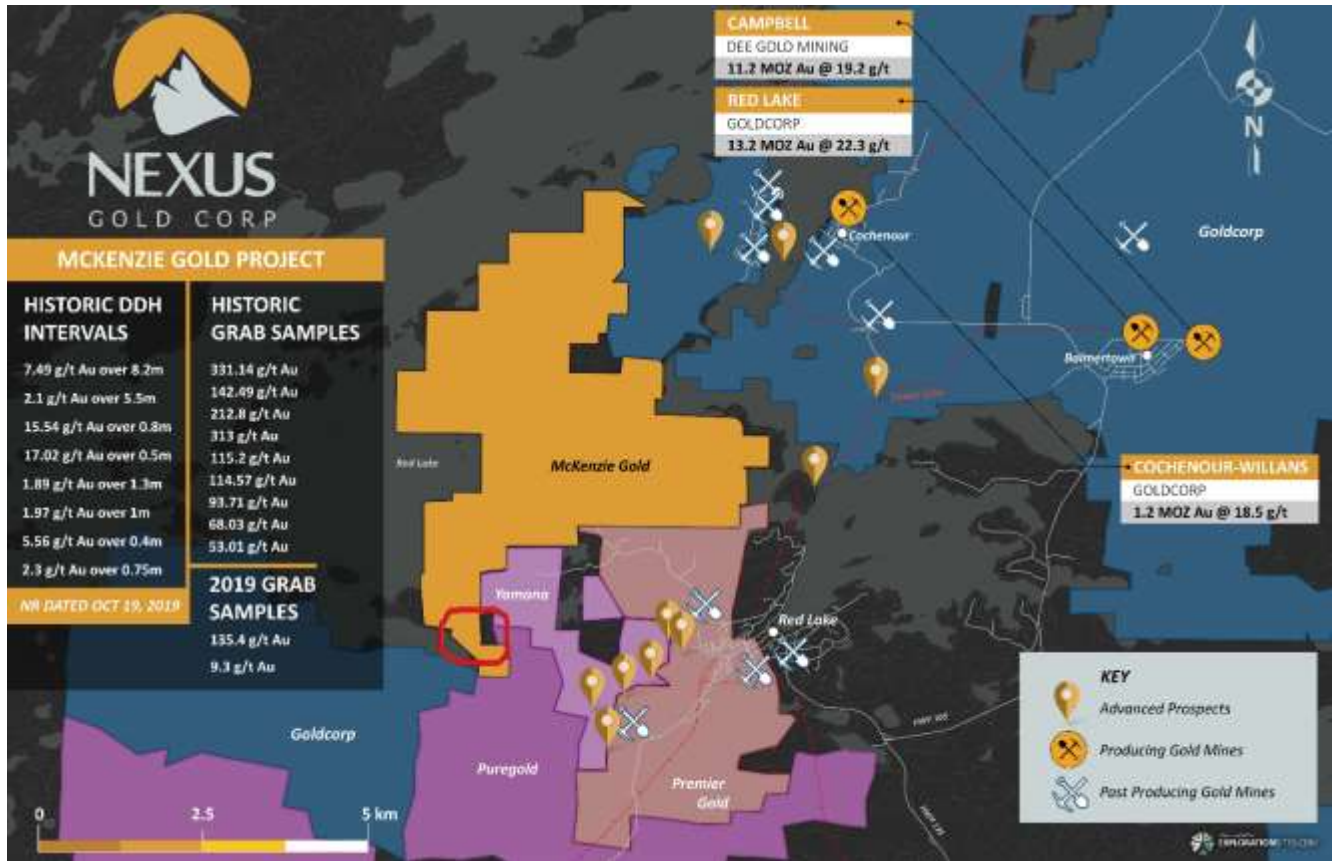 NEXUS
GOLD CORP
MCKENZIE GOLD PROJECT
HISTORIC DDH
INTERVALS
7.49 g/t Au over 8.2m
2.1 g/t Au over 5.5m
15.54 g/t Au over 0.8m
17.02 g/t Au over 0.5m
1.89 g/t Au over 1.3m
1.97 g/t Au over 1m
5.56 g/t Au over 0.4m
2.3 g/t Au over 0.75m
NR DATED OCT 19, 2019
HISTORIC
GRAB SAMPLES
331.14 g/t Au
142.49 g/t Au
212.8 g/t Au
313 g/t Au
115.2 g/t Au
114.57 g/t Au
93.71 g/t Au
68.03 g/t Au
53.01 g/t Au
2019 GRAB
SAMPLES
135.4 g/t Au
9.3 g/t Au
CAMPBELL
DEE GOLD MINING
11.2 MOZ Au @ 19.2 g/t
RED LAKE
GOLDCORP
13.2 MOZ Au @ 22.3 g/t
N
Cochenour
Goldcorp
Balmertown
Red Lake
McKenzie Gold
COCHENOUR-WILLANS
GOLDCORP
1.2 MOZ Au @ 18.5 g/t
Yamana
Red Lake
Goldcorp
Puregold
Premier
Gold
KEY
Advanced Prospects
Producing Gold Mines
Past Producing Gold Mines
0
2.5
5 km